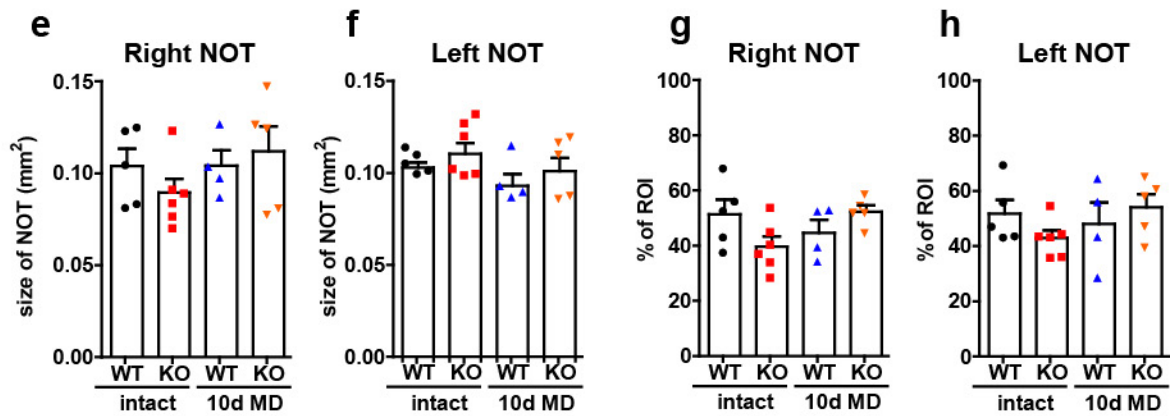 e
Right NOT
size of NOT (mm²)
0.15
0.10
0.05
0.00
WT KO WT KO
intact 10d MD
f
Left NOT
size of NOT (mm²)
0.15
0.10
0.05
0.00
WT KO WT KO
intact 10d MD
g
Right NOT
% of ROI
100
80
60
40
20
0
WT KO WT KO
intact 10d MD
h
Left NOT
% of ROI
100
80
60
40
20
0
WT KO WT KO
intact 10d MD